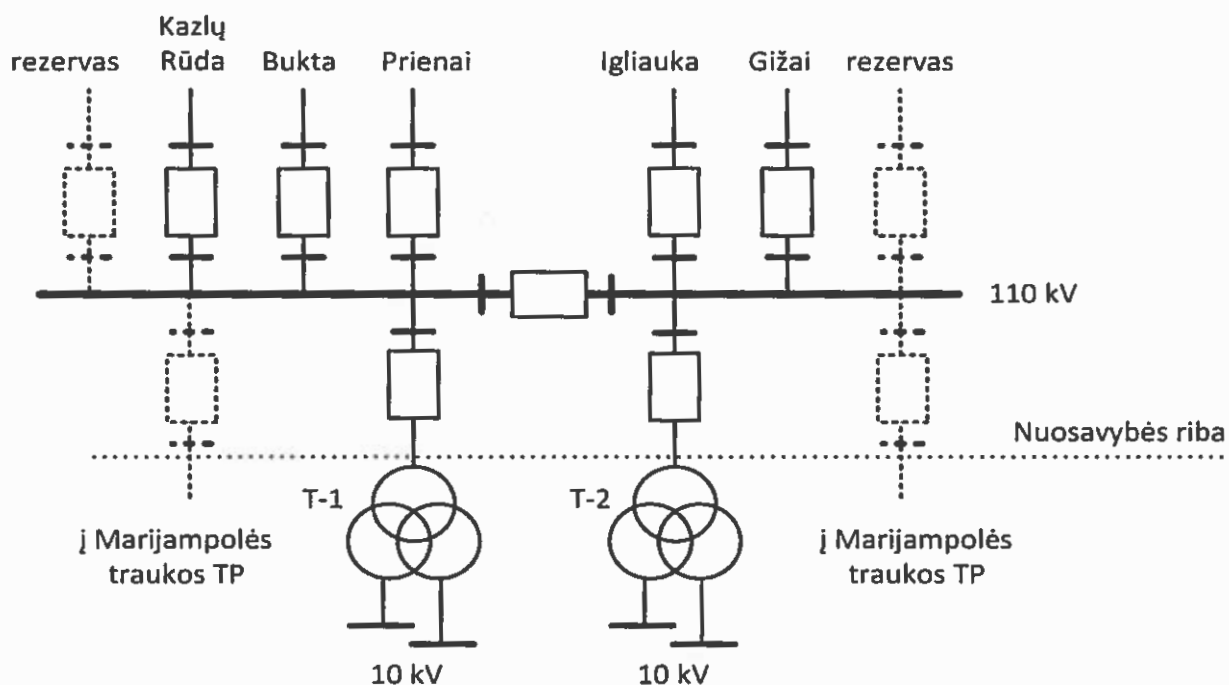 rezervas
Kazlų
Rūda
Bukta
Prienai
Igliauka
Gižai
rezervas
110 kV
Nuosavybės riba
T-1
T-2
į Marijampolės
traukos TP
į Marijampolės
traukos TP
10 kV
10 kV